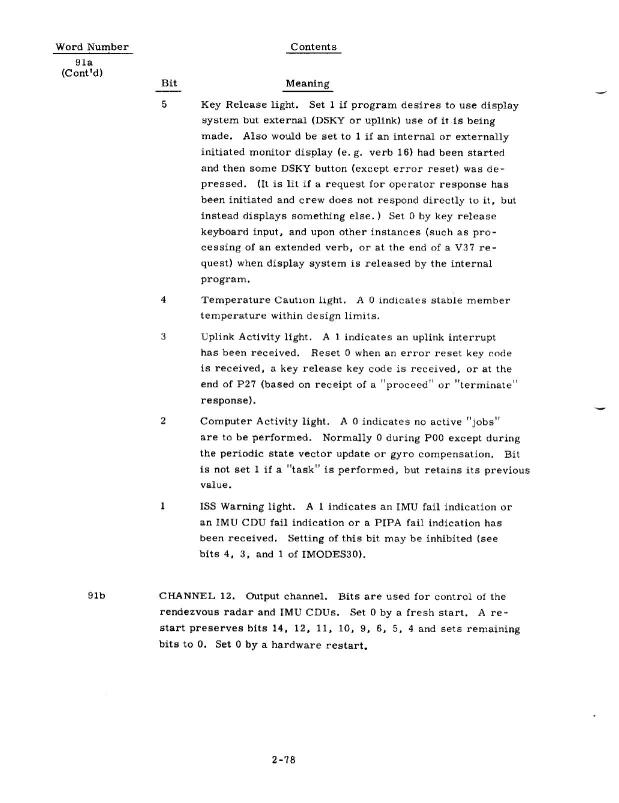 Word Number Contents
91a
(Cont'd)
Bit Meaning
5 Key Release light. Set 1 if program desires to use display
system but external (DSKY or uplink) use of it is being
made. Also would be set to 1 if an internal or externally
initiated monitor display (e. g. verb 16) had been started
and then some DSKY button (except error reset) was de-
pressed. (It is lit if a request for operator response has
been initiated and crew does not respond directly to it, but
instead displays something else.) Set 0 by key release
keyboard input, and upon other instances (such as pro-
cessing of an extended verb, or at the end of a V37 re-
quest) when display system is released by the internal
program.
4 Temperature Caution light. A 0 indicates stable member
temperature within design limits.
3 Uplink Activity light. A 1 indicates an uplink interrupt
has been received. Reset 0 when an error reset key code
is received, a key release key code is received, or at the
end of P27 (based on receipt of a "proceed" or "terminate"
response).
2 Computer Activity light. A 0 indicates no active "jobs"
are to be performed. Normally 0 during P00 except during
the periodic state vector update or gyro compensation. Bit
is not set 1 if a "task" is performed, but retains its previous
value.
1 ISS Warning light. A 1 indicates an IMU fail indication or
an IMU CDU fail indication or a PIPA fail indication has
been received. Setting of this bit may be inhibited (see
bits 4, 3, and 1 of IMODES30).
91b CHANNEL 12. Output channel. Bits are used for control of the
rendezvous radar and IMU CDUs. Set 0 by a fresh start. A re-
start preserves bits 14, 12, 11, 10, 9, 6, 5, 4 and sets remaining
bits to 0. Set 0 by a hardware restart.
2-78